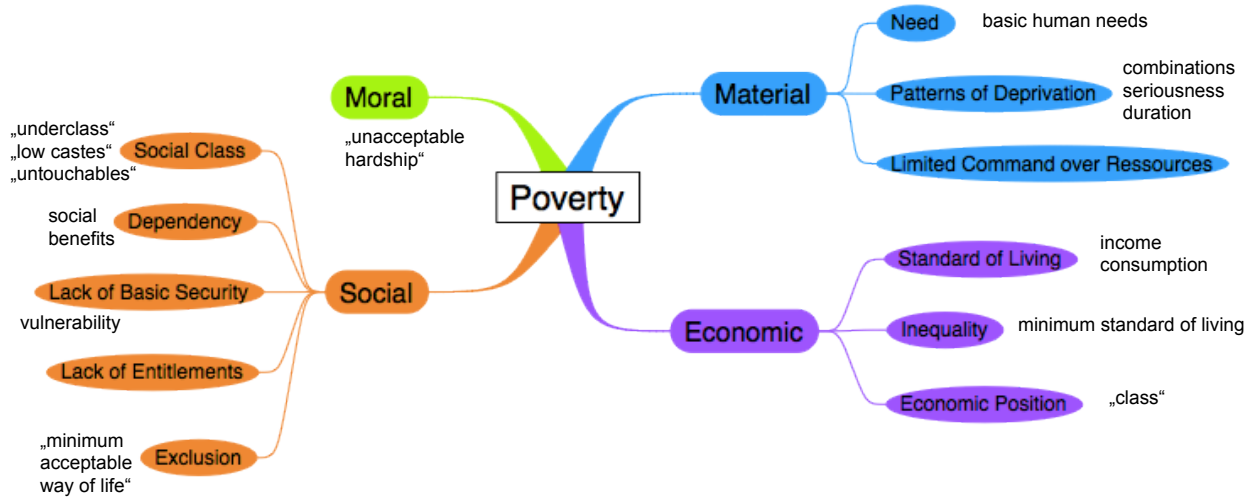 Poverty
Moral
„unacceptable
hardship“
Material
Need
basic human needs
Patterns of Deprivation
combinations
seriousness
duration
Limited Command over Ressources
Social
„underclass“
„low castes“
„untouchables“
Social Class
social
benefits
Dependency
Lack of Basic Security
vulnerability
Lack of Entitlements
„minimum
acceptable
way of life“
Exclusion
Economic
Standard of Living
income
consumption
Inequality
minimum standard of living
Economic Position
„class“